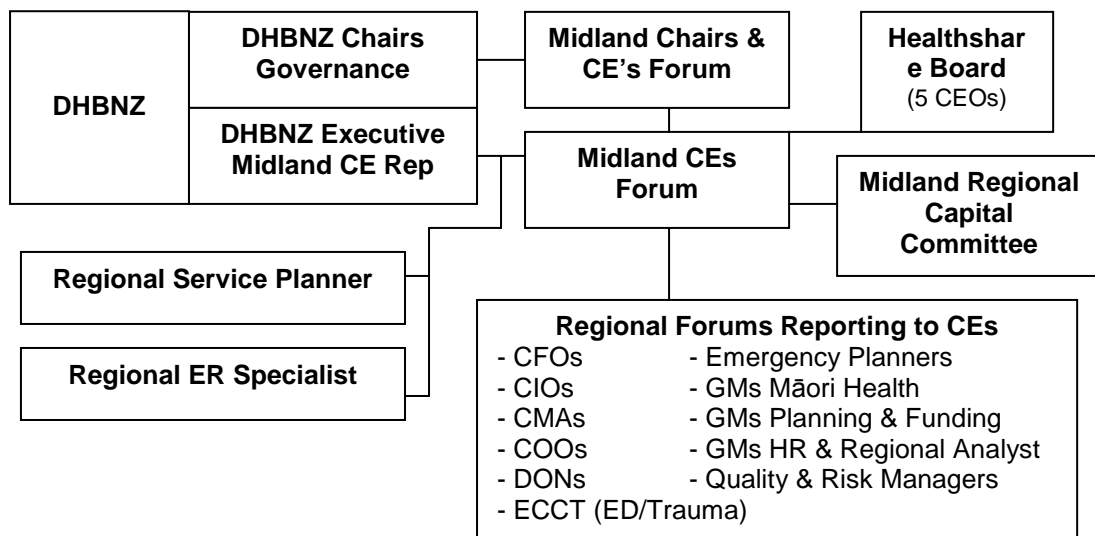 DHBNZ
DHBNZ Chairs
Governance
DHBNZ Executive
Midland CE Rep
Midland Chairs &
CE's Forum
Midland CEs
Forum
Healthshar
e Board
(5 CEOs)
Midland Regional
Capital
Committee
Regional Service Planner
Regional ER Specialist
Regional Forums Reporting to CEs
- CFOs - Emergency Planners
- CIOs - GMs Māori Health
- CMAs - GMs Planning & Funding
- COOs - GMs HR & Regional Analyst
- DONs - Quality & Risk Managers
- ECCT (ED/Trauma)